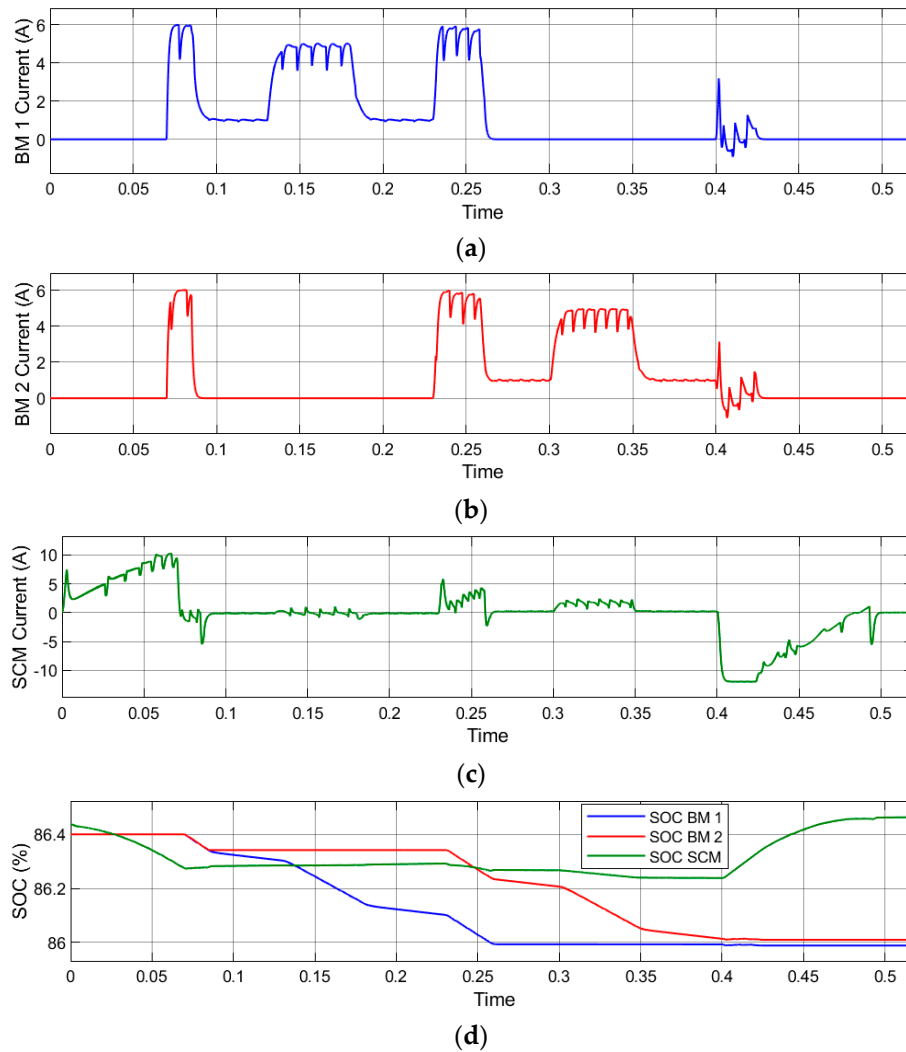 BM 1 Current (A)
6
4
2
0
0 0.05 0.1 0.15 0.2 0.25 0.3 0.35 0.4 0.45 0.5
Time
(a)
BM 2 Current (A)
6
4
2
0
0 0.05 0.1 0.15 0.2 0.25 0.3 0.35 0.4 0.45 0.5
Time
(b)
SCM Current (A)
10
5
0
-5
-10
0 0.05 0.1 0.15 0.2 0.25 0.3 0.35 0.4 0.45 0.5
Time
(c)
SOC (%)
86.4
86.2
86
SOC BM 1
SOC BM 2
SOC SCM
0 0.05 0.1 0.15 0.2 0.25 0.3 0.35 0.4 0.45 0.5
Time
(d)